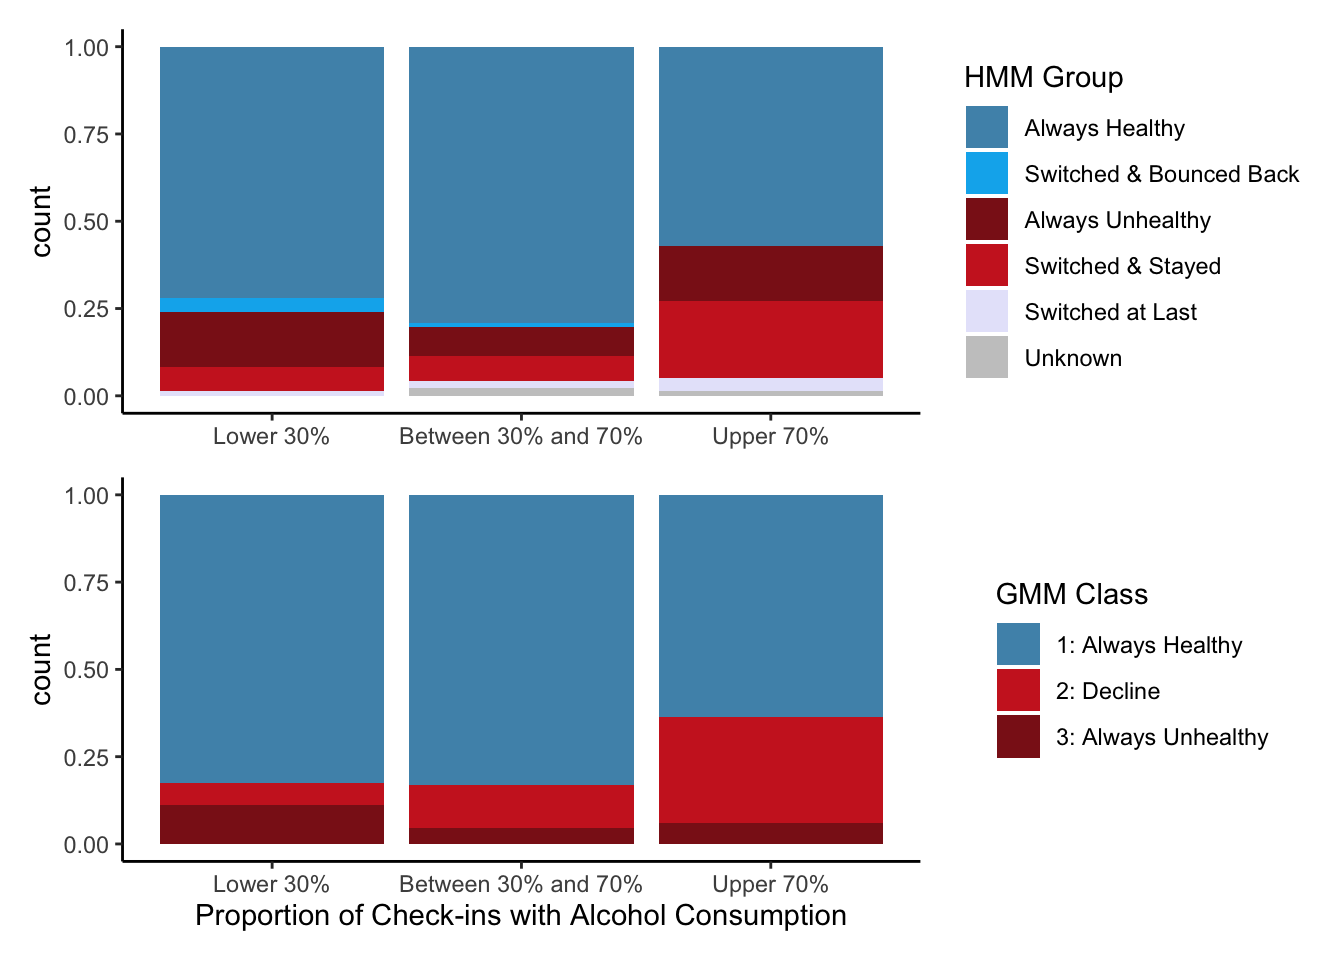 1.00
0.75
0.50
0.25
0.00
count
Lower 30%
Between 30% and 70%
Upper 70%
HMM Group
Always Healthy
Switched & Bounced Back
Always Unhealthy
Switched & Stayed
Switched at Last
Unknown
1.00
0.75
0.50
0.25
0.00
count
Lower 30%
Between 30% and 70%
Upper 70%
Proportion of Check-ins with Alcohol Consumption
GMM Class
1: Always Healthy
2: Decline
3: Always Unhealthy